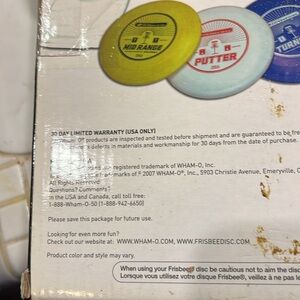 MID RANGE
PUTTER
30 DAY LIMITED WARRANTY (USA ONLY)
products are inspected and tested before shipment and are guaranteed to be
defects in materials and workmanship for 30 days from the date of purchase.
registered trademark of WHAM-O, Inc.
marks of ® 2007 WHAM-O®, Inc., 5903 Christie Avenue, Emeryville, C
All Rights Reserved
Questions? Comments?
In the USA and Canada, call toll free:
1-888-Wham-O-50 [1-888-942-6650]
Please save this package for future use.
Looking for even more fun?
Check out our website at: WWW.WHAM-O.COM, WWW.FRISBEEDISC.COM.
Product color and style may vary.
When using your Frisbee® disc be cautious not to aim the disc
Lorsque vous utilisez votre disque Frisbee®, veillez à ne pas le